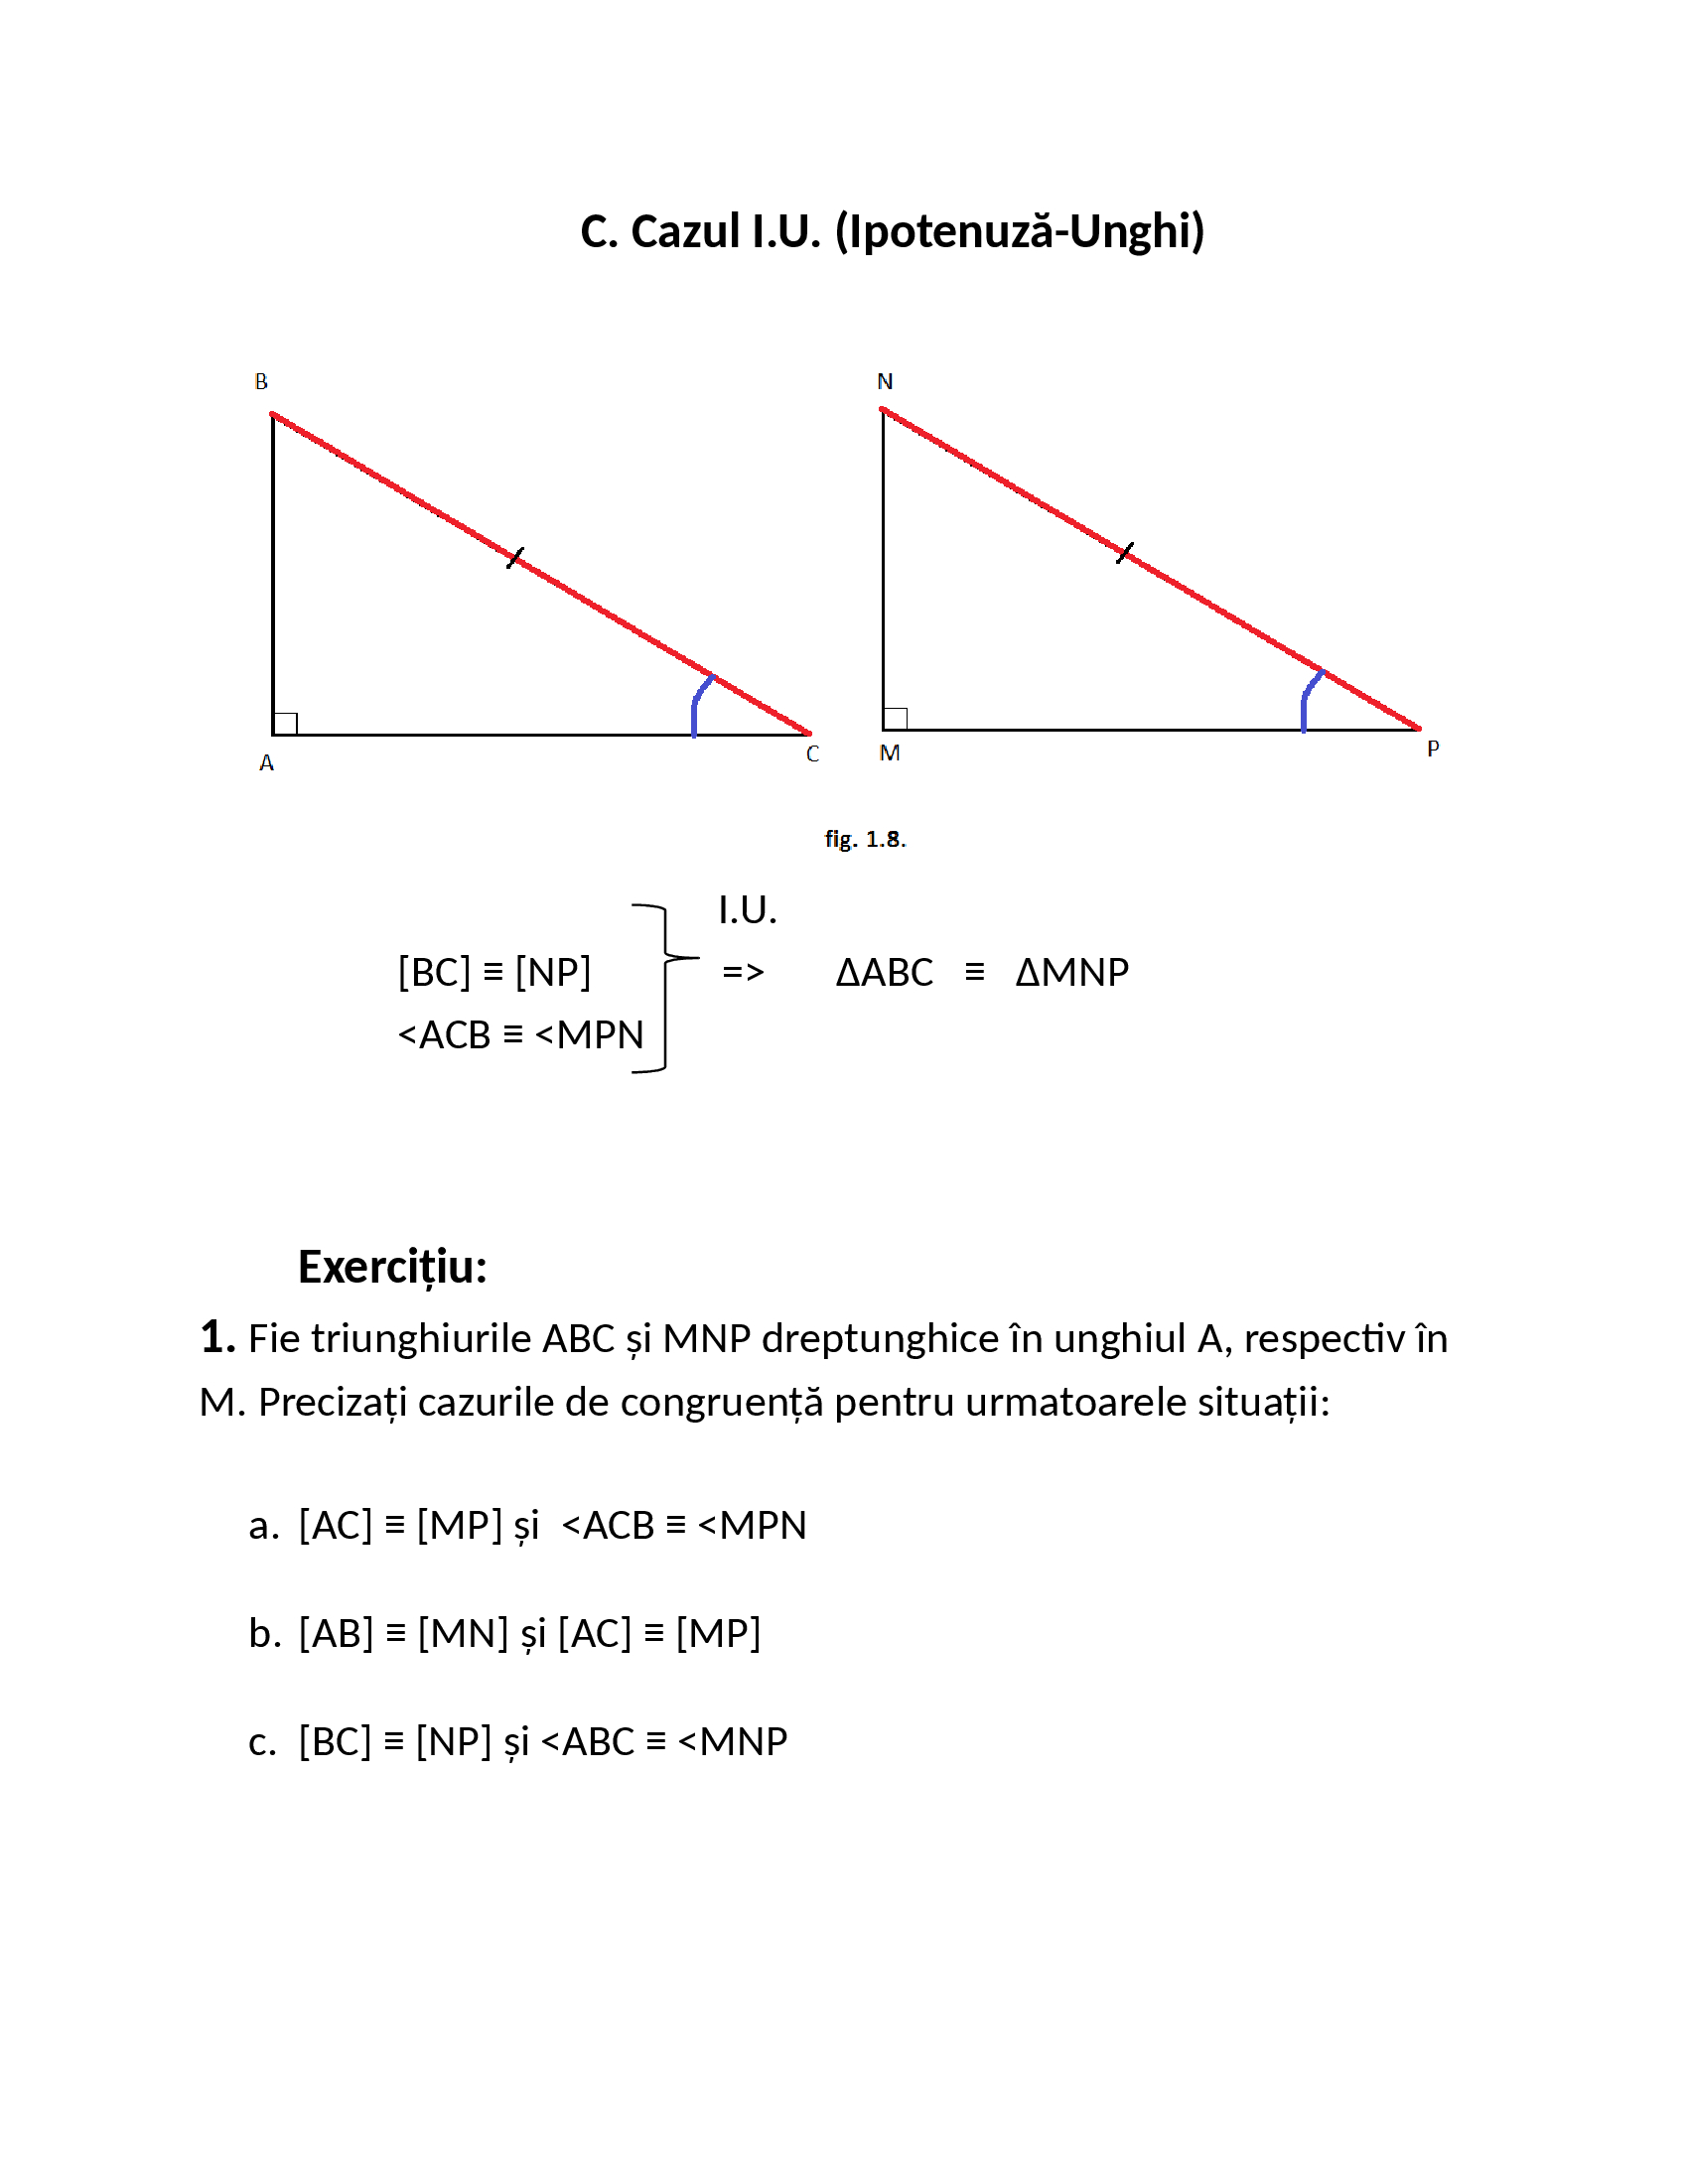 C. Cazul I.U. (Ipotenuză-Unghi)
B
N
A
C
M
P
fig. 1.8.
I.U.
[BC] ≡ [NP] => ΔABC ≡ ΔMNP
<ACB ≡ <MPN
Exercițiu:
1. Fie triunghiurile ABC și MNP dreptunghice în unghiul A, respectiv în
M. Precizați cazurile de congruență pentru urmatoarele situații:
a. [AC] ≡ [MP] și <ACB ≡ <MPN
b. [AB] ≡ [MN] și [AC] ≡ [MP]
c. [BC] ≡ [NP] și <ABC ≡ <MNP